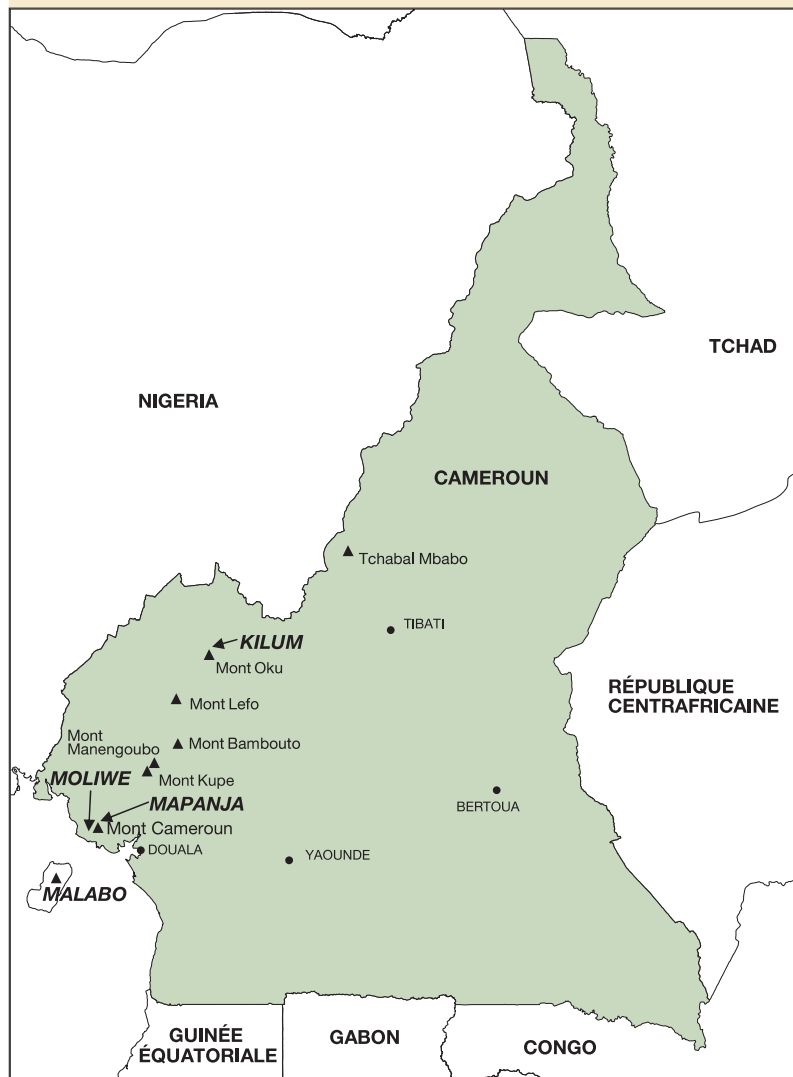 TCHAD
NIGERIA
CAMEROUN
Tchabal Mbabo
TIBATI
KILUM
Mont Oku
RÉPUBLIQUE
CENTRAFRICAINE
Mont Lefo
Mont
Manengoubo
Mont Bambouto
MOLIWE
Mont Kupe
MAPANJA
BERTOUA
Mont Cameroun
DOUALA
YAOUNDE
MALABO
GUINÉE
ÉQUATORIALE
GABON
CONGO